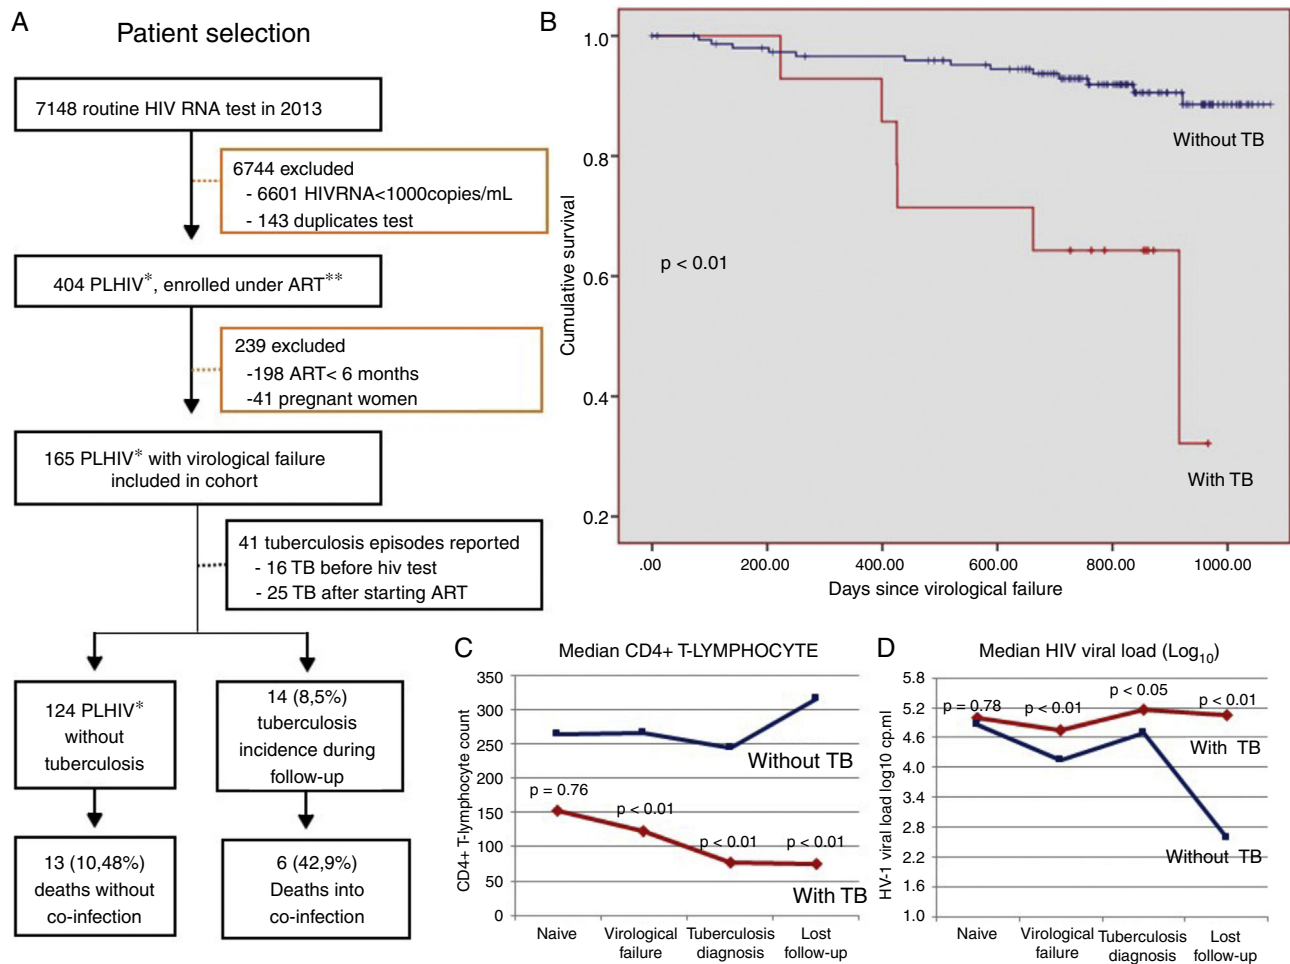 A
Patient selection
7148 routine HIV RNA test in 2013
6744 excluded
- 6601 HIVRNA<1000copies/mL
- 143 duplicates test
404 PLHIV*, enrolled under ART**
239 excluded
-198 ART< 6 months
-41 pregnant women
165 PLHIV* with virological failure
included in cohort
41 tuberculosis episodes reported
- 16 TB before hiv test
- 25 TB after starting ART
124 PLHIV*
without
tuberculosis
14 (8,5%)
tuberculosis
incidence during
follow-up
13 (10,48%)
deaths without
co-infection
6 (42,9%)
Deaths into
co-infection
B
Cumulative survival
1.0
0.8
0.6
0.4
0.2
Without TB
p < 0.01
With TB
.00 200.00 400.00 600.00 800.00 1000.00
Days since virological failure
C
Median CD4+ T-LYMPHOCYTE
CD4+ T-lymphocyte count
350
300
250
200
150
100
50
0
Without TB
p = 0.76
p < 0.01
p < 0.01
p < 0.01
With TB
Naive
Virological
failure
Tuberculosis
diagnosis
Lost
follow-up
D
Median HIV viral load (Log10)
HV-1 viral load log10 cp.ml
5.8
5.2
4.6
4.0
3.4
2.8
2.2
1.6
1.0
p = 0.78
p < 0.01
p < 0.05
p < 0.01
With TB
Without TB
Naive
Virological
failure
Tuberculosis
diagnosis
Lost
follow-up